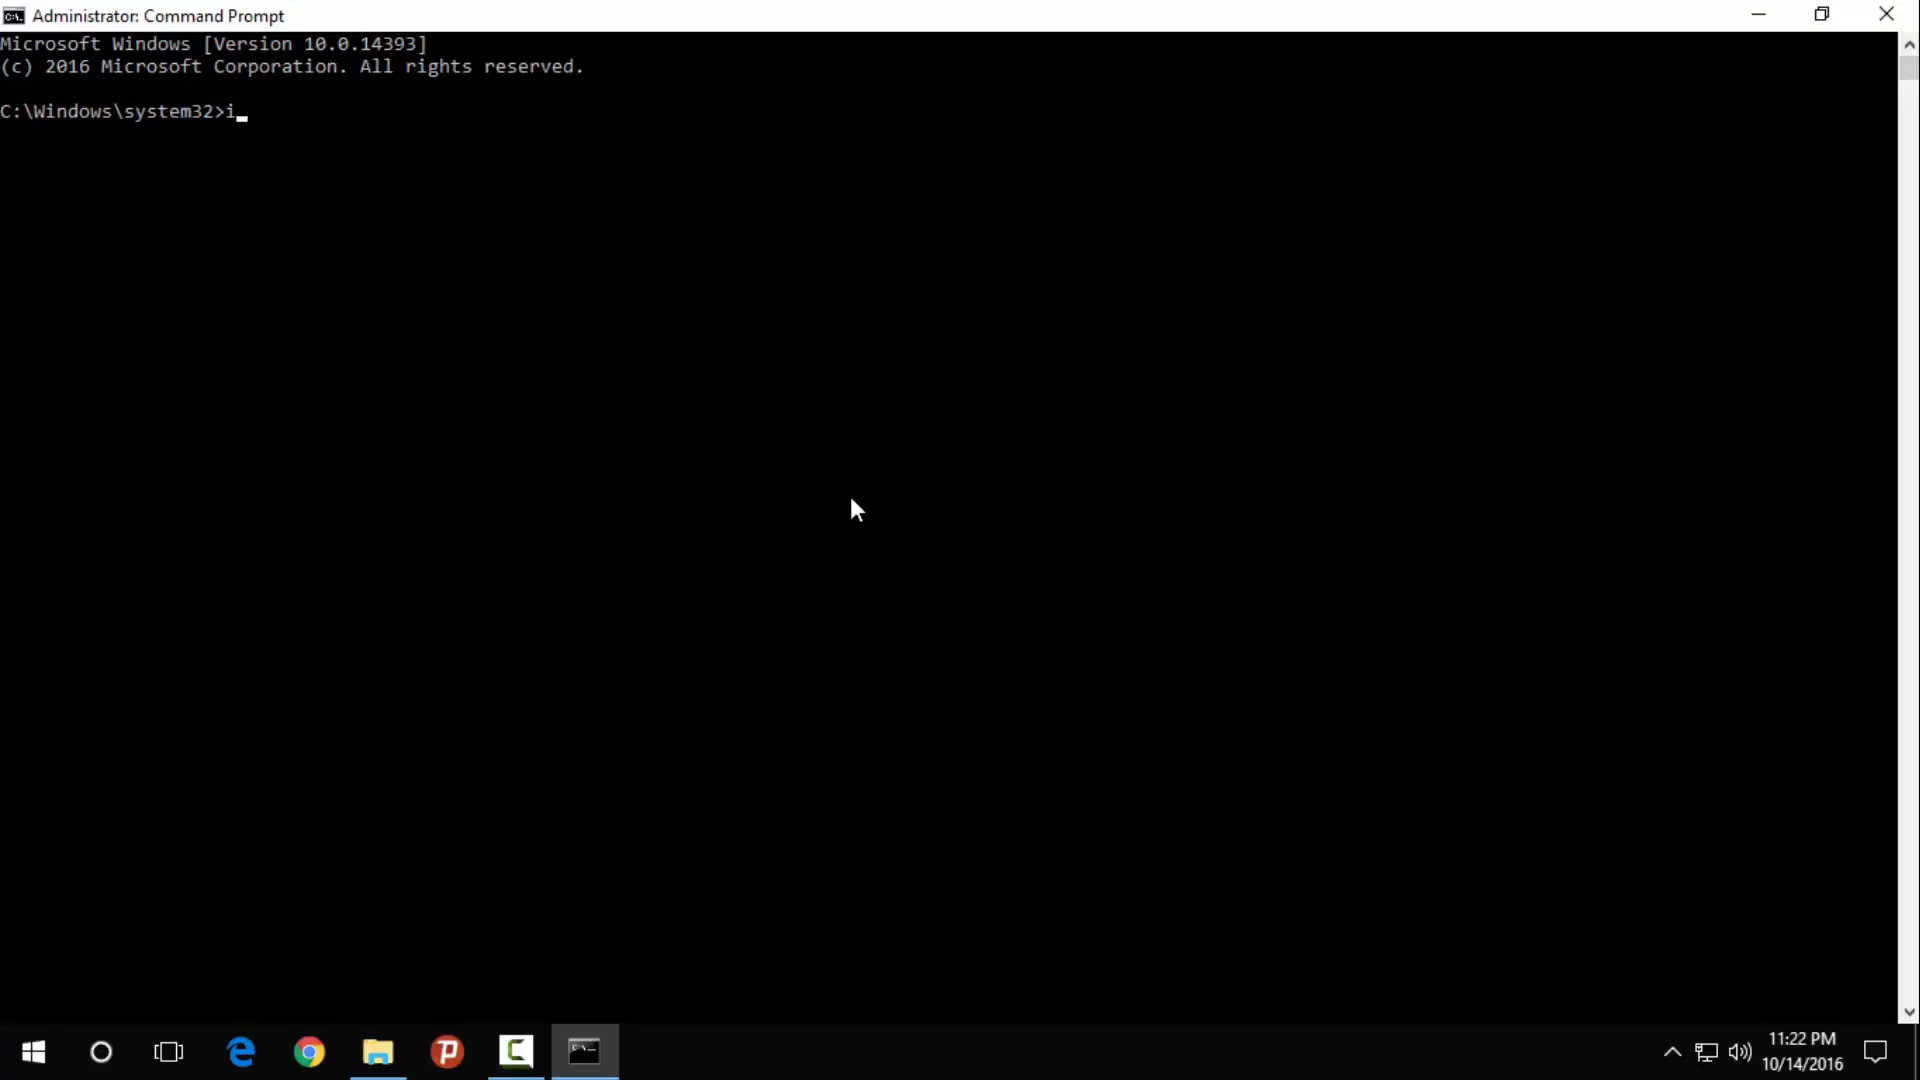 Administrator: Command Prompt
Microsoft Windows [Version 10.0.14393]
(c) 2016 Microsoft Corporation. All rights reserved.
C:\Windows\system32>i_
11:22 PM
10/14/2016